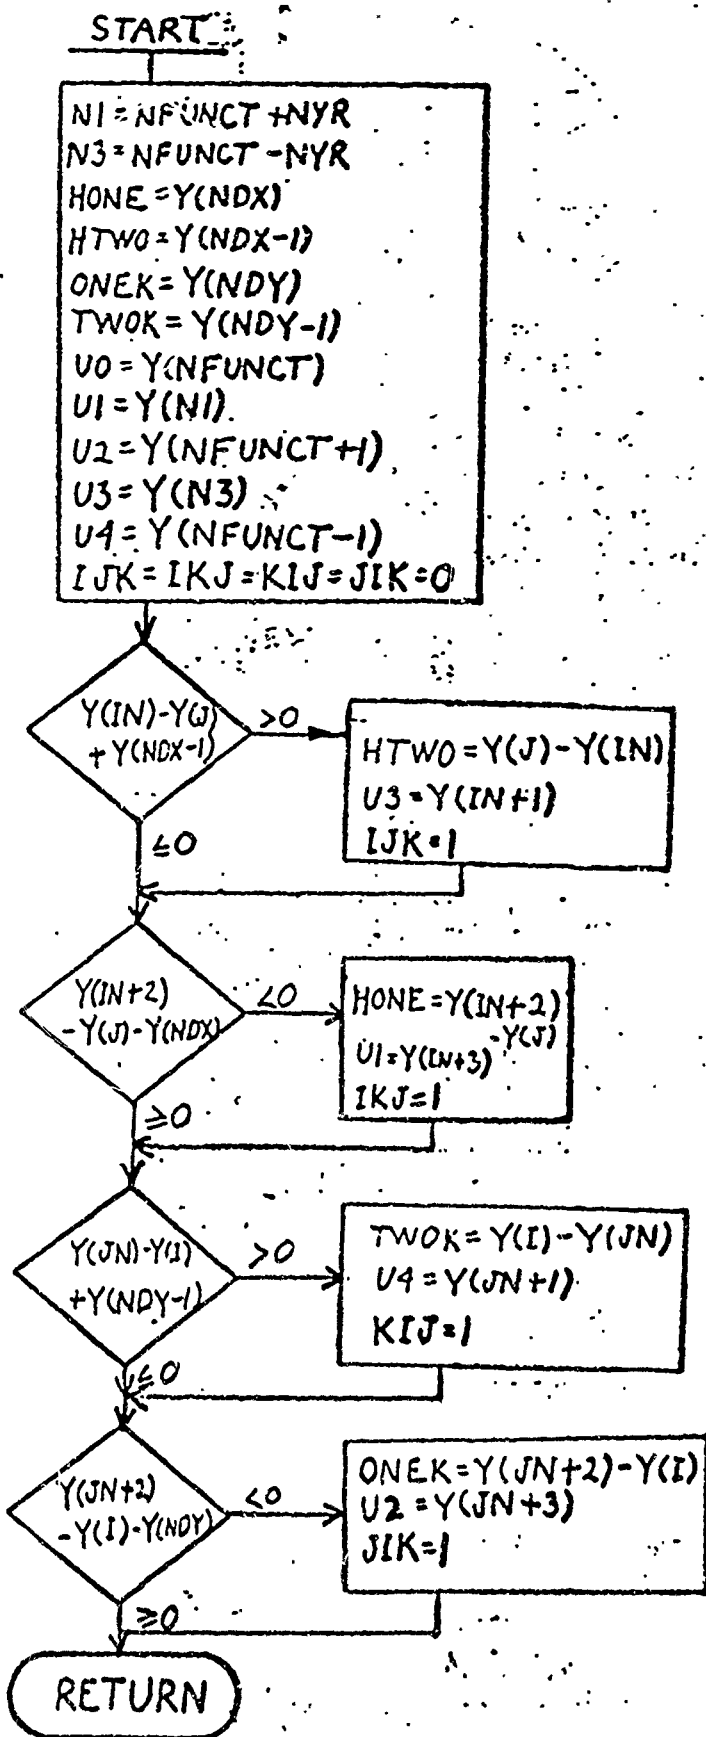 START
N1=NFUNCT+NYR
N3=NFUNCT-NYR
HONE=Y(NDX)
HTWO=Y(NDX-1)
ONEK=Y(NDY)
TWOK=Y(NDY-1)
U0=Y(NFUNCT)
U1=Y(N1)
U2=Y(NFUNCT+1)
U3=Y(N3)
U4=Y(NFUNCT-1)
IJK=IKJ=KIJ=JIK=0
Y(IN)-Y(J)
+Y(NDX-1)
>0
HTWO=Y(J)-Y(IN)
U3=Y(IN+1)
IJK=1
≤0
Y(IN+2)
-Y(J)-Y(NDX)
<0
HONE=Y(IN+2)
-Y(J)
U1=Y(IN+3)
IKJ=1
≥0
Y(JN)-Y(I)
+Y(NDY-1)
>0
TWOK=Y(I)-Y(JN)
U4=Y(JN+1)
KIJ=1
≤0
Y(JN+2)
-Y(I)-Y(NDY)
<0
ONEK=Y(JN+2)-Y(I)
U2=Y(JN+3)
JIK=1
≥0
RETURN